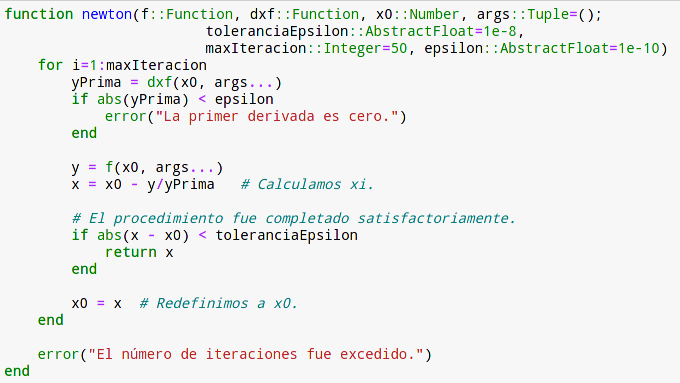 function newton(f::Function, dxf::Function, x0::Number, args::Tuple=();
                        toleranciaEpsilon::AbstractFloat=1e-8,
                        maxIteracion::Integer=50, epsilon::AbstractFloat=1e-10)
    for i=1:maxIteracion
        yPrima = dxf(x0, args...)
        if abs(yPrima) < epsilon
            error("La primer derivada es cero.")
        end

        y = f(x0, args...)
        x = x0 - y/yPrima   # Calculamos xi.

        # El procedimiento fue completado satisfactoriamente.
        if abs(x - x0) < toleranciaEpsilon
            return x
        end

        x0 = x  # Redefinimos a x0.
    end

    error("El número de iteraciones fue excedido.")
end